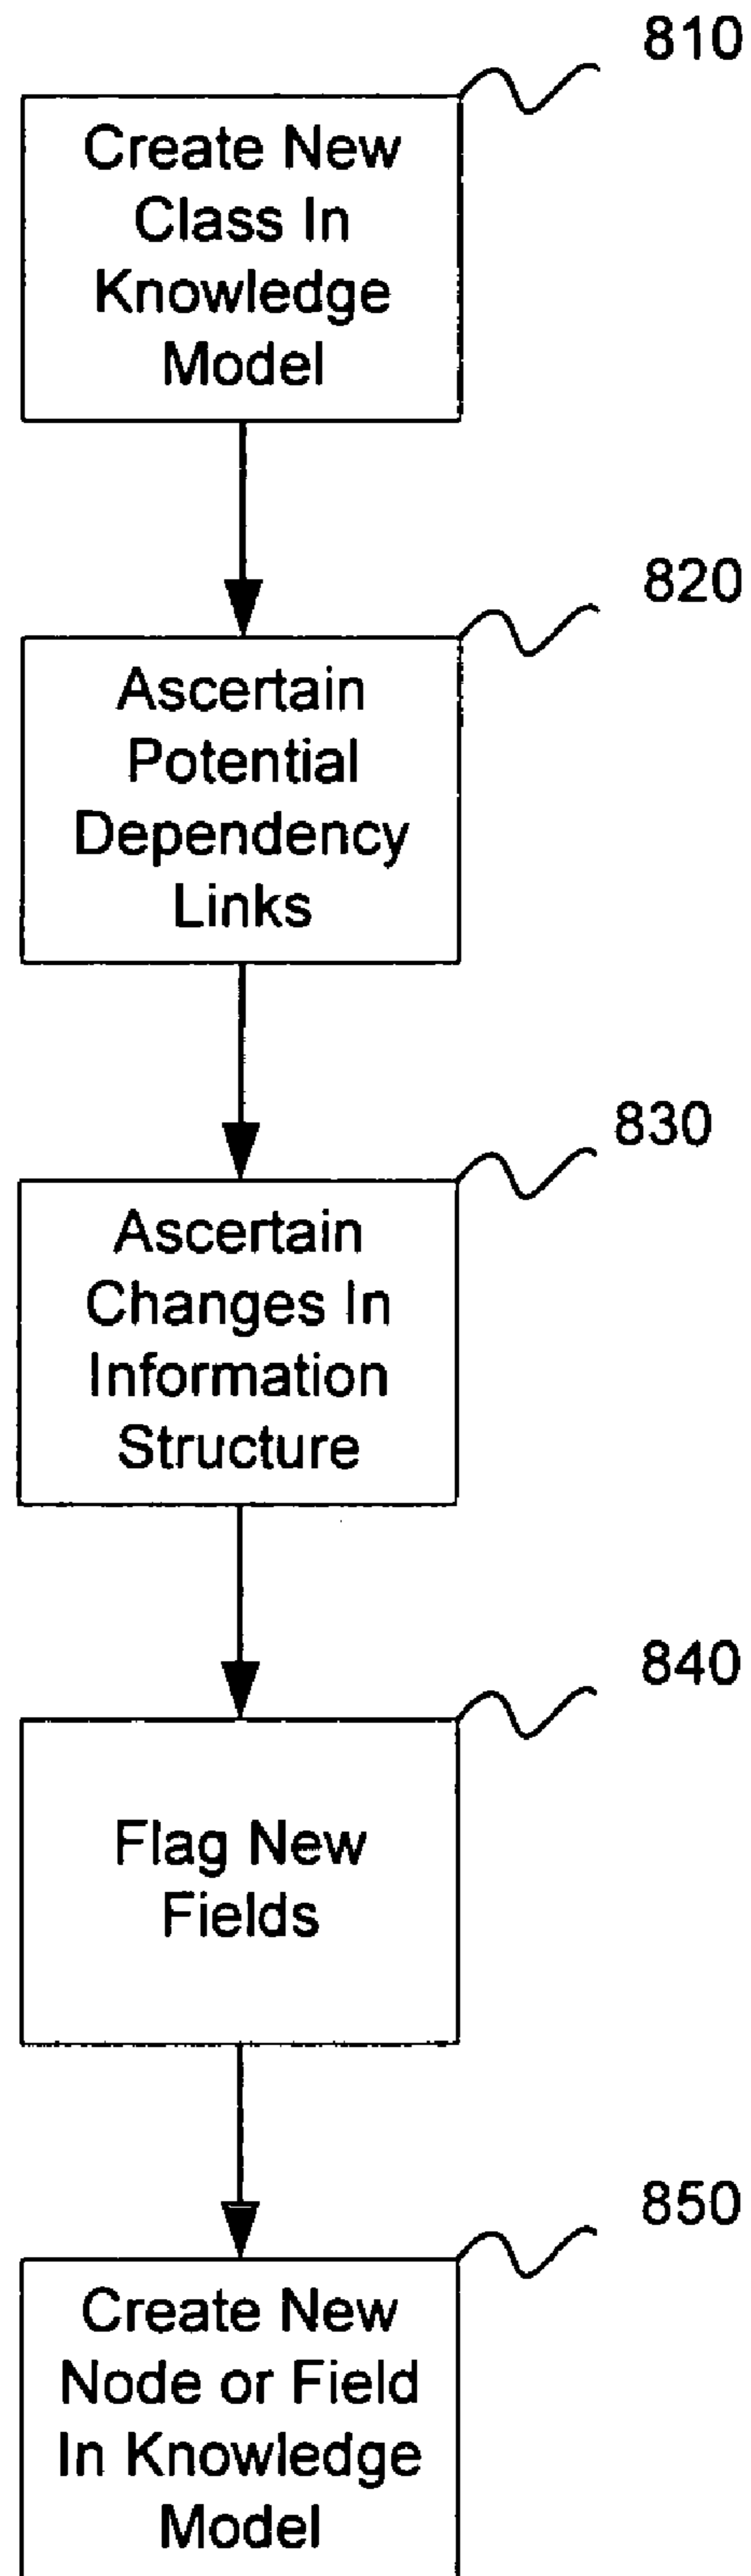 810
Create New
Class In
Knowledge
Model
820
Ascertain
Potential
Dependency
Links
830
Ascertain
Changes In
Information
Structure
840
Flag New
Fields
850
Create New
Node or Field
In Knowledge
Model